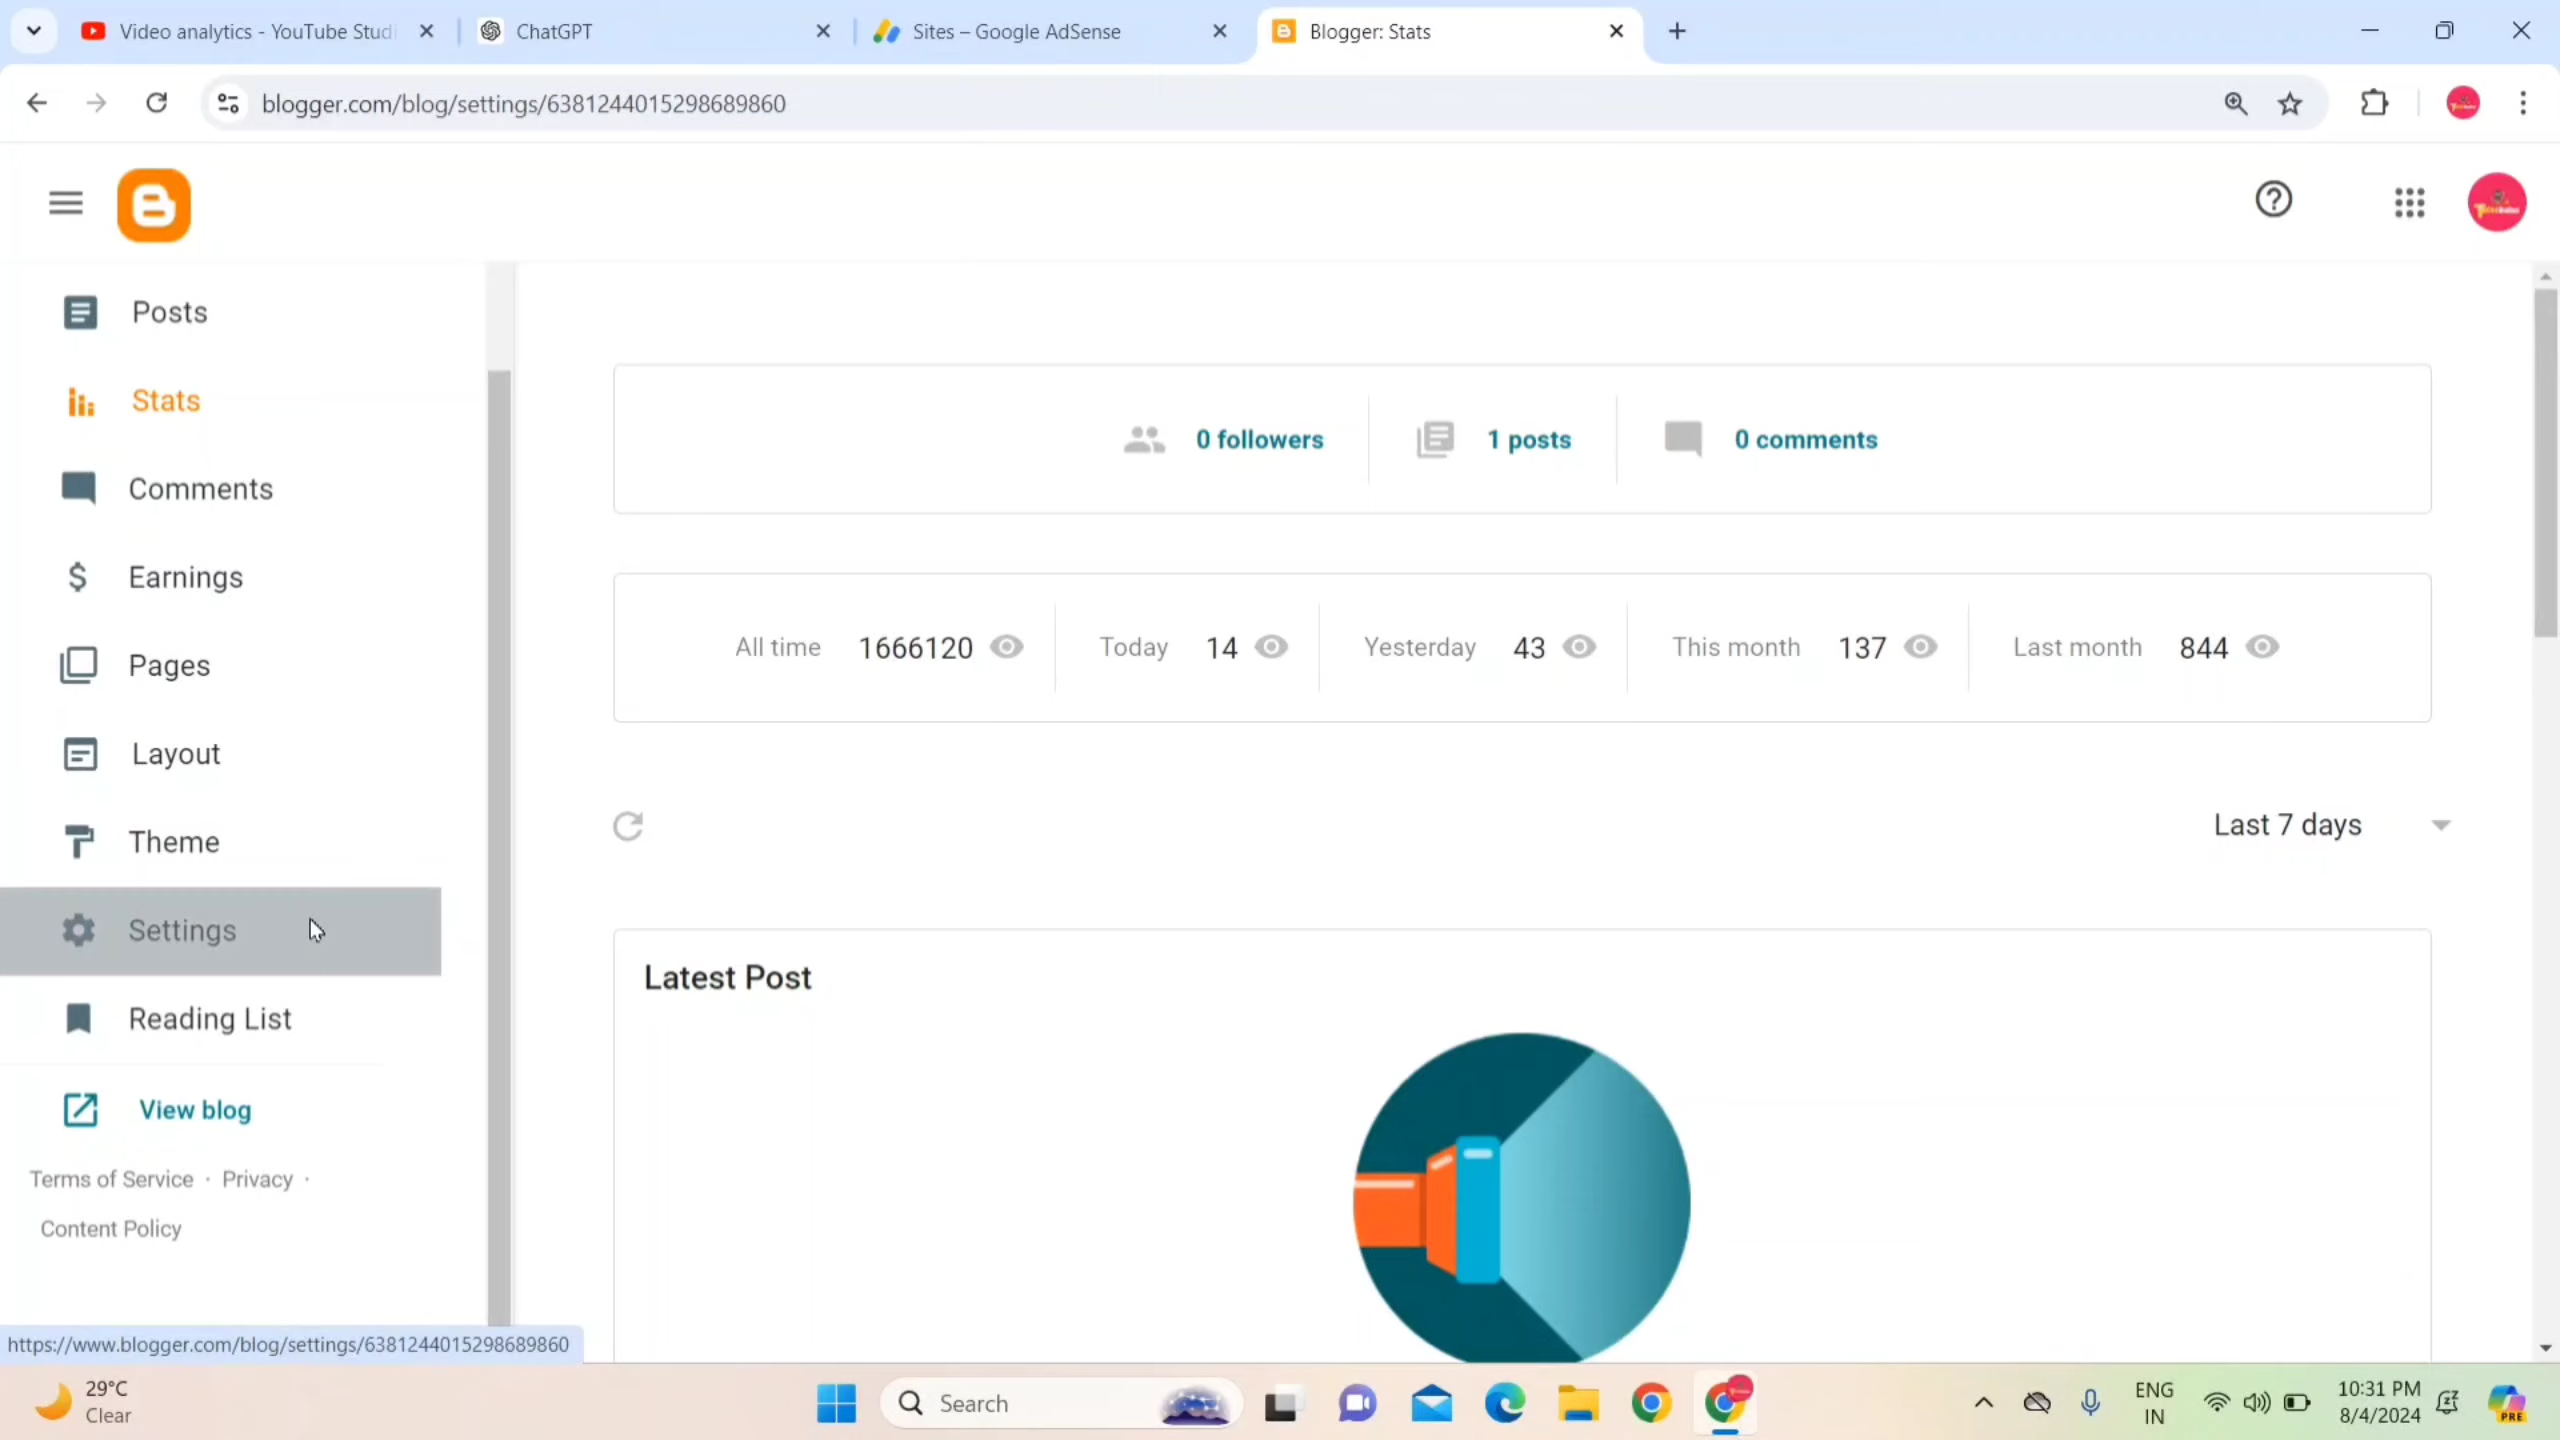 Video analytics - YouTube Studi
ChatGPT
Sites – Google AdSense
Blogger: Stats
blogger.com/blog/settings/6381244015298689860
Posts
Stats
Comments
Earnings
Pages
Layout
Theme
Settings
Reading List
View blog
Terms of Service · Privacy ·
Content Policy
0 followers
1 posts
0 comments
All time 1666120
Today 14
Yesterday 43
This month 137
Last month 844
Last 7 days
Latest Post
https://www.blogger.com/blog/settings/6381244015298689860
29°C
Clear
Search
ENG
IN
10:31 PM
8/4/2024
PRE